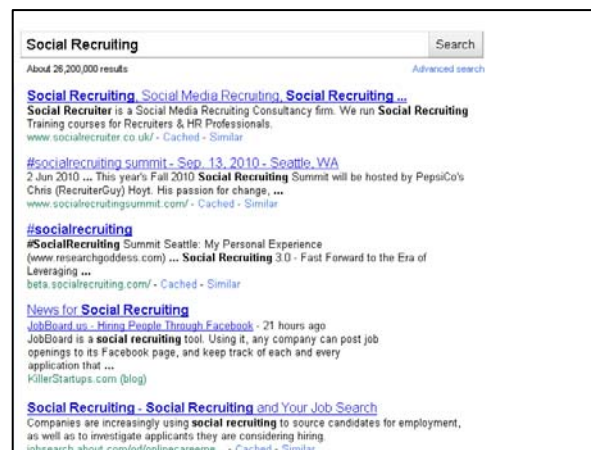 Social Recruiting Search
About 26,200,000 results Advanced search
Social Recruiting, Social Media Recruiting, Social Recruiting ...
Social Recruiter is a Social Media Recruiting Consultancy firm. We run Social Recruiting
Training courses for Recruiters & HR Professionals.
www.socialrecruiter.co.uk/ - Cached - Similar
#socialrecruiting summit - Sep. 13, 2010 - Seattle, WA
2 Jun 2010 ... This year's Fall 2010 Social Recruiting Summit will be hosted by PepsiCo's
Chris (RecruiterGuy) Hoyt. His passion for change, ...
www.socialrecruitingsummit.com/ - Cached - Similar
#socialrecruiting
#SocialRecruiting Summit Seattle: My Personal Experience
(www.researchgoddess.com) ... Social Recruiting 3.0 - Fast Forward to the Era of
Leveraging ...
beta.socialrecruiting.com/ - Cached - Similar
News for Social Recruiting
JobBoard.us - Hiring People Through Facebook - 21 hours ago
JobBoard is a social recruiting tool. Using it, any company can post job
openings to its Facebook page, and keep track of each and every
application that ...
KillerStartups.com (blog)
Social Recruiting - Social Recruiting and Your Job Search
Companies are increasingly using social recruiting to source candidates for employment,
as well as to investigate applicants they are considering hiring.
jobsearch.about.com/od/onlinecareerne... - Cached - Similar